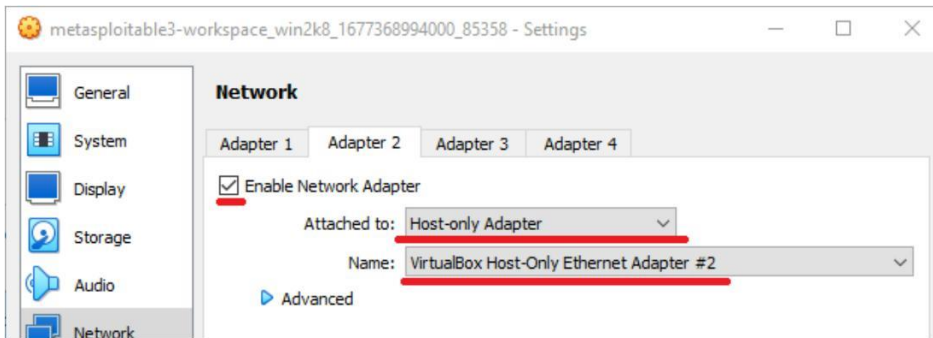 metasploitable3-workspace_win2k8_1677368994000_85358 - Settings
General
System
Display
Storage
Audio
Network
Network
Adapter 1 Adapter 2 Adapter 3 Adapter 4
Enable Network Adapter
Attached to: Host-only Adapter
Name: VirtualBox Host-Only Ethernet Adapter #2
Advanced